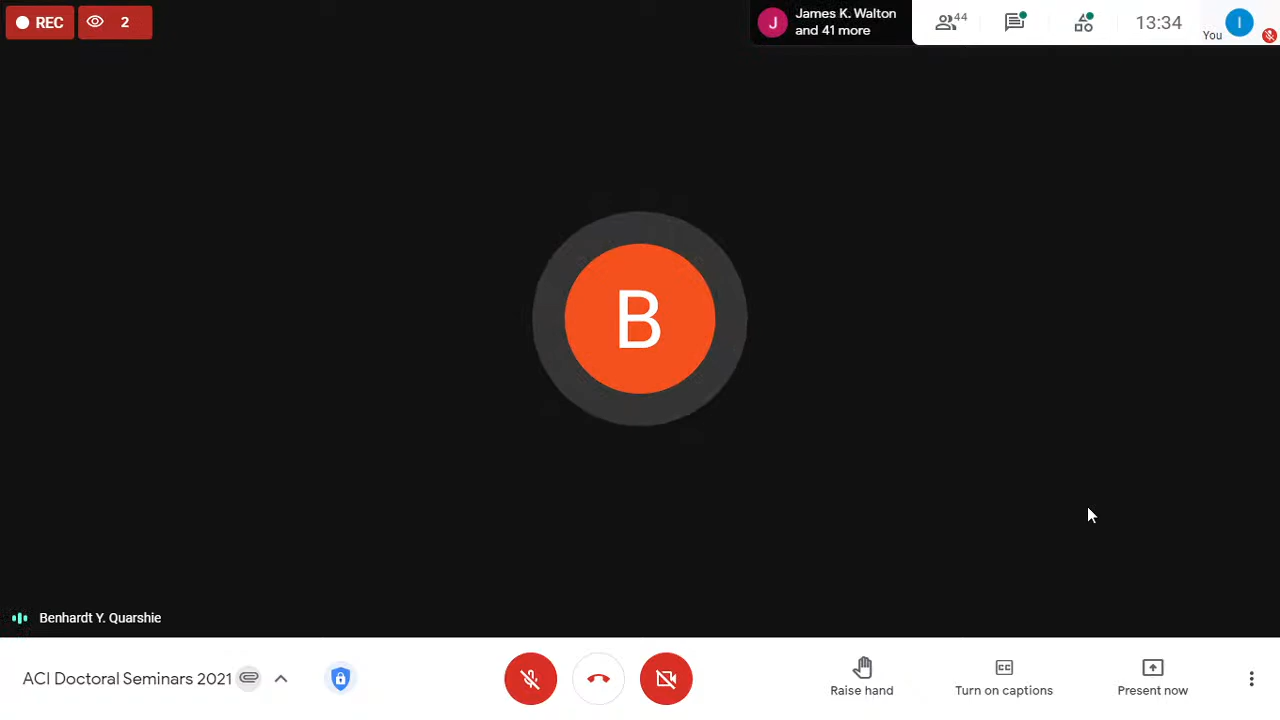 REC
2
J
James K. Walton
and 41 more
44
13:34
You
I
B
Benhardt Y. Quarshie
ACI Doctoral Seminars 2021
Raise hand
CC
Turn on captions
Present now